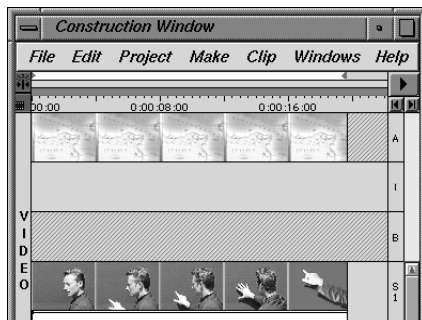 Construction Window
File Edit Project Make Clip Windows Help
00:00 0:00:08:00 0:00:16:00
A
I
VIDEO
B
S
1